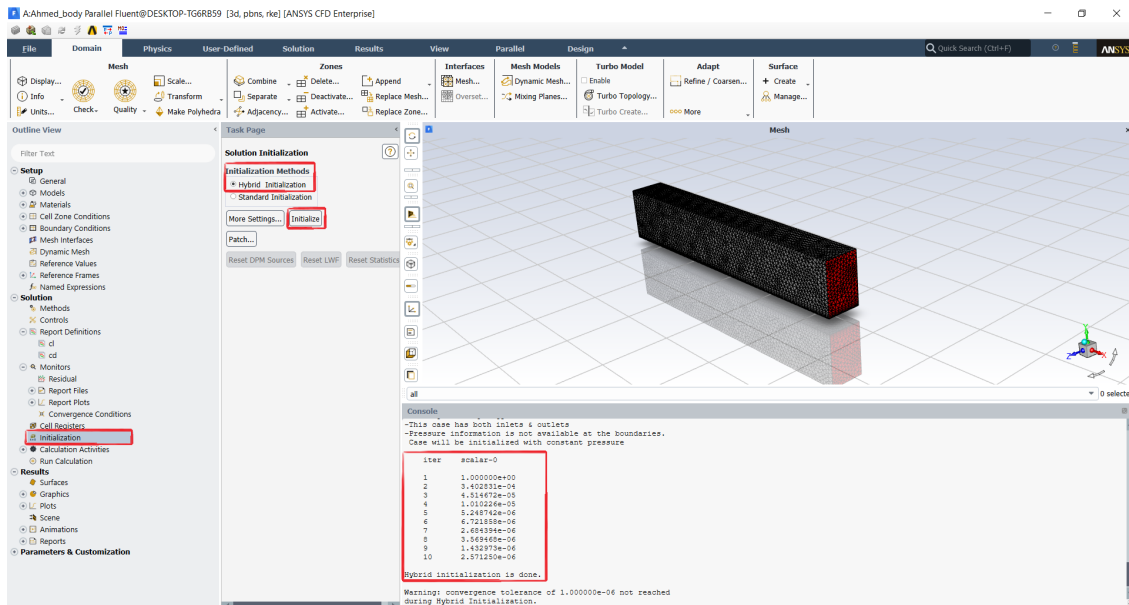 A:Ahmed_body Parallel Fluent@DESKTOP-TG6RB59 [3d, pbns, rke] [ANSYS CFD Enterprise]
File Domain Physics User-Defined Solution Results View Parallel Design Quick Search (Ctrl+F) ANSYS
Mesh Zones Interfaces Mesh Models Turbo Model Adapt Surface
Display... Scale... Combine Delete... Append Mesh... Dynamic Mesh... Enable Refine / Coarsen... + Create
Info Transform Separate Deactivate... Replace Mesh... Overset... Mixing Planes... Turbo Topology... Manage...
Units... Check Quality Make Polyhedra Adjacency... Activate... Replace Zone... Turbo Create... More
Outline View
Filter Text
Setup
General
Models
Materials
Cell Zone Conditions
Boundary Conditions
Mesh Interfaces
Dynamic Mesh
Reference Values
Reference Frames
Named Expressions
Solution
Methods
Controls
Report Definitions
cl
cd
Monitors
Residual
Report Files
Report Plots
Convergence Conditions
Cell Registers
Initialization
Calculation Activities
Run Calculation
Results
Surfaces
Graphics
Plots
Scene
Animations
Reports
Parameters & Customization
Task Page
Solution Initialization
Initialization Methods
Hybrid Initialization
Standard Initialization
More Settings... Initialize
Patch...
Reset DPM Sources Reset LWF Reset Statistics
Mesh
Y
Z X
all 0 selecte
Console
-This case has both inlets & outlets
-Pressure information is not available at the boundaries.
Case will be initialized with constant pressure
iter scalar-0
1 1.000000e+00
2 3.402831e-04
3 4.514672e-05
4 1.010226e-05
5 5.248742e-06
6 6.721858e-06
7 2.684394e-06
8 3.569468e-06
9 1.432973e-06
10 2.571250e-06
Hybrid initialization is done.
Warning: convergence tolerance of 1.000000e-06 not reached
during Hybrid Initialization.